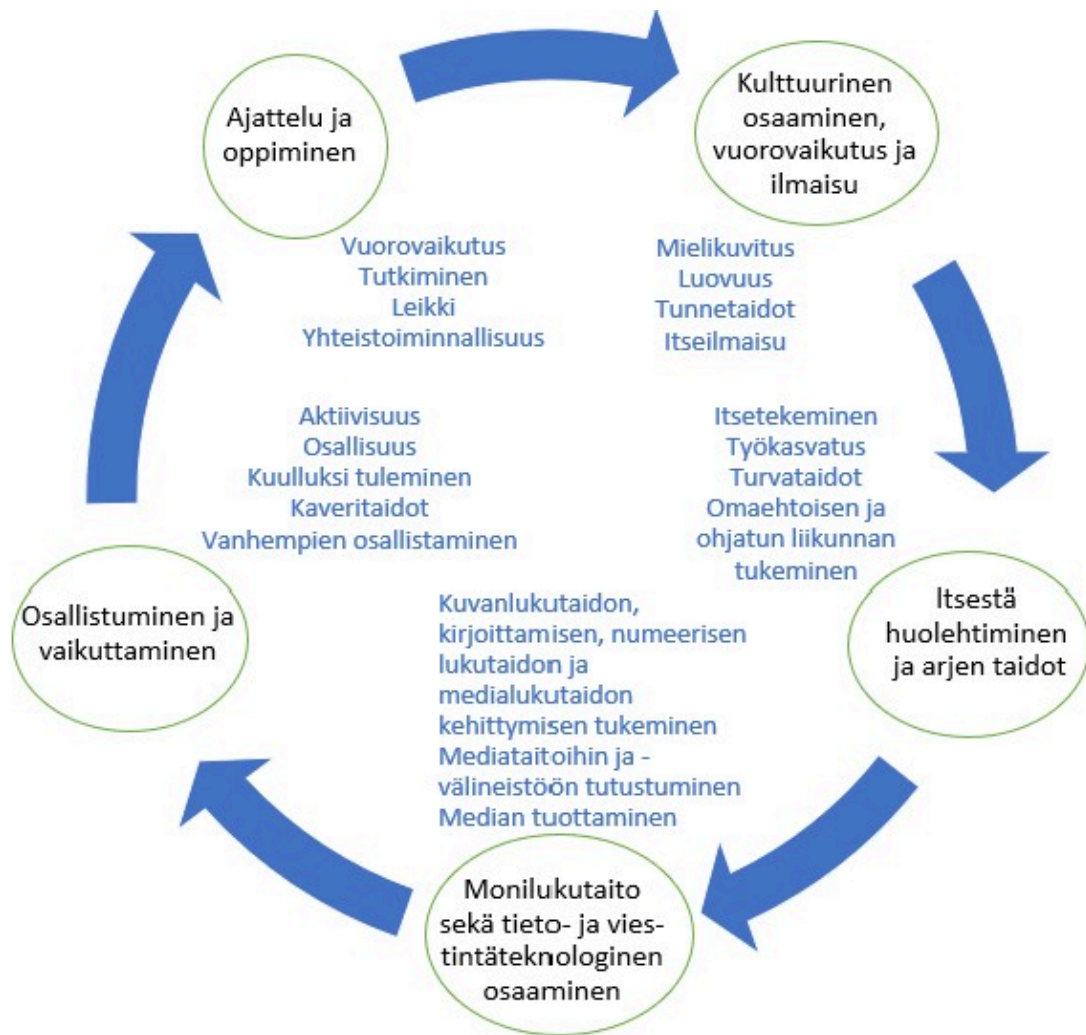 Ajattelu ja
oppiminen
Kulttuurinen
osaaminen,
vuorovaikutus ja
ilmaisu
Vuorovaikutus
Tutkiminen
Leikki
Yhteistoiminnallisuus
Mielikuvitus
Luovuus
Tunnetaidot
Itseilmaisu
Aktiivisuus
Osallisuus
Kuulluksi tuleminen
Kaveritaidot
Vanhempien osallistaminen
Itsetekeminen
Työkasvatus
Turvataidot
Omaehtoisen ja
ohjatun liikunnan
tukeminen
Osallistuminen ja
vaikuttaminen
Itsestä
huolehtiminen
ja arjen taidot
Kuvanlukutaidon,
kirjoittamisen, numeerisen
lukutaidon ja
medialukutaidon
kehittymisen tukeminen
Mediataitoihin ja -
välineistöön tutustuminen
Median tuottaminen
Monilukutaito
sekä tieto- ja vies-
tintäteknologinen
osaaminen